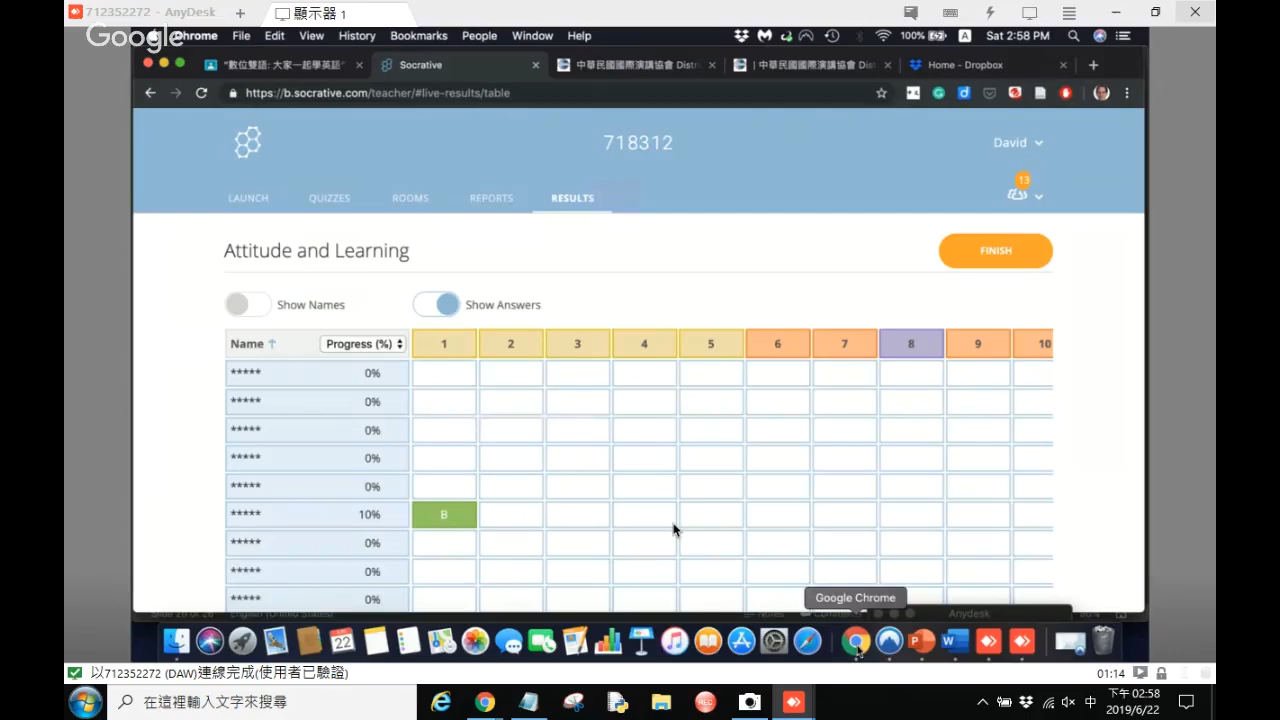 712352272 - AnyDesk
顯示器 1
Google
Chrome File Edit View History Bookmarks People Window Help
100%
A
Sat 2:58 PM
"數位雙語: 大家一起學英語"
Socrative
中華民國國際演講協會 Distri
| 中華民國國際演講協會 Dist
Home - Dropbox
https://b.socrative.com/teacher/#live-results/table
718312
David
13
LAUNCH QUIZZES ROOMS REPORTS RESULTS
Attitude and Learning
FINISH
Show Names
Show Answers
Name ↑ Progress (%) 1 2 3 4 5 6 7 8 9 10
***** 0%
***** 0%
***** 0%
***** 0%
***** 0%
***** 10% B
***** 0%
***** 0%
***** 0%
Google Chrome
English (United States)
Notes
Anydesk
22
以712352272 (DAW)連線完成(使用者已驗證)
01:14
在這裡輸入文字來搜尋
REC
中
下午 02:58
2019/6/22